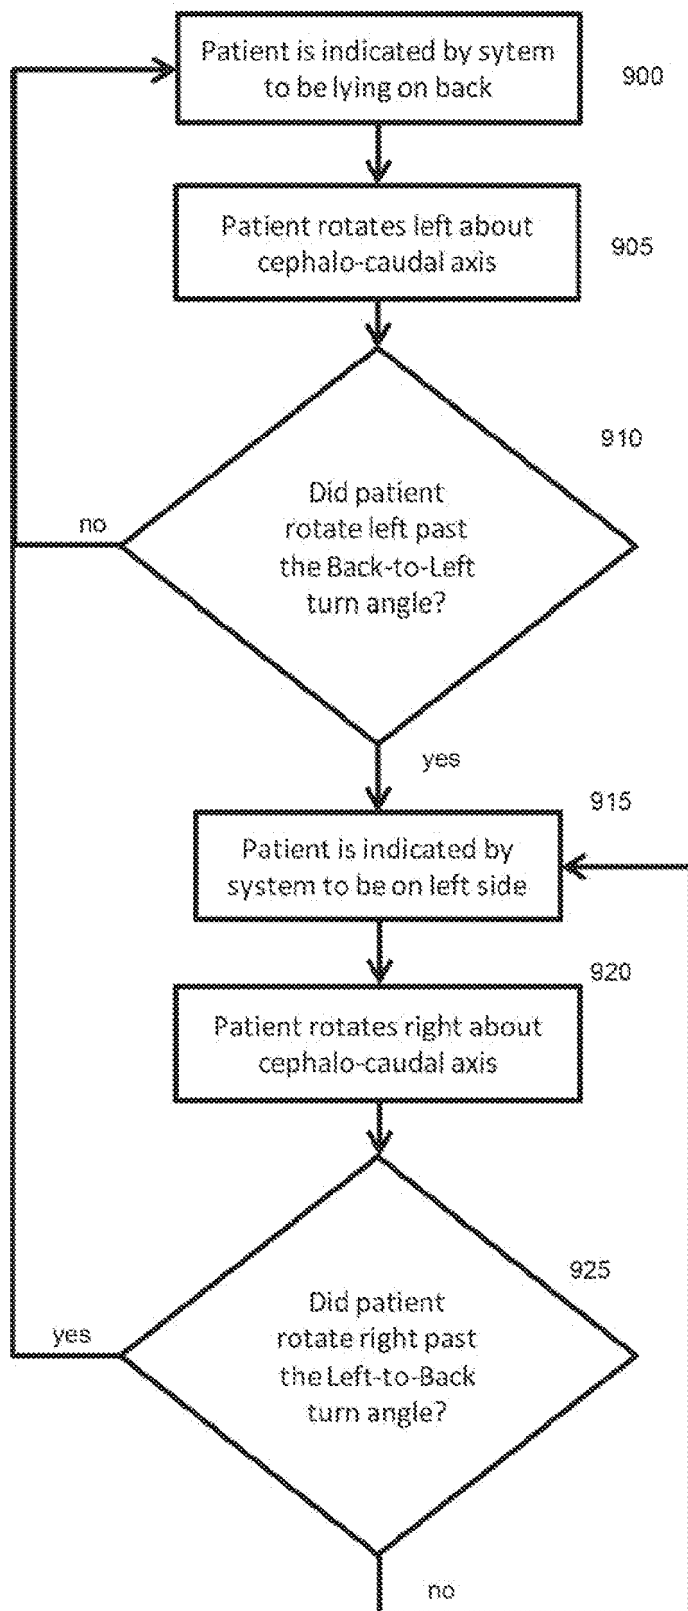 Patient is indicated by sytem
to be lying on back
900
Patient rotates left about
cephalo-caudal axis
905
910
Did patient
rotate left past
the Back-to-Left
turn angle?
no
yes
915
Patient is indicated by
system to be on left side
920
Patient rotates right about
cephalo-caudal axis
925
Did patient
rotate right past
the Left-to-Back
turn angle?
yes
no